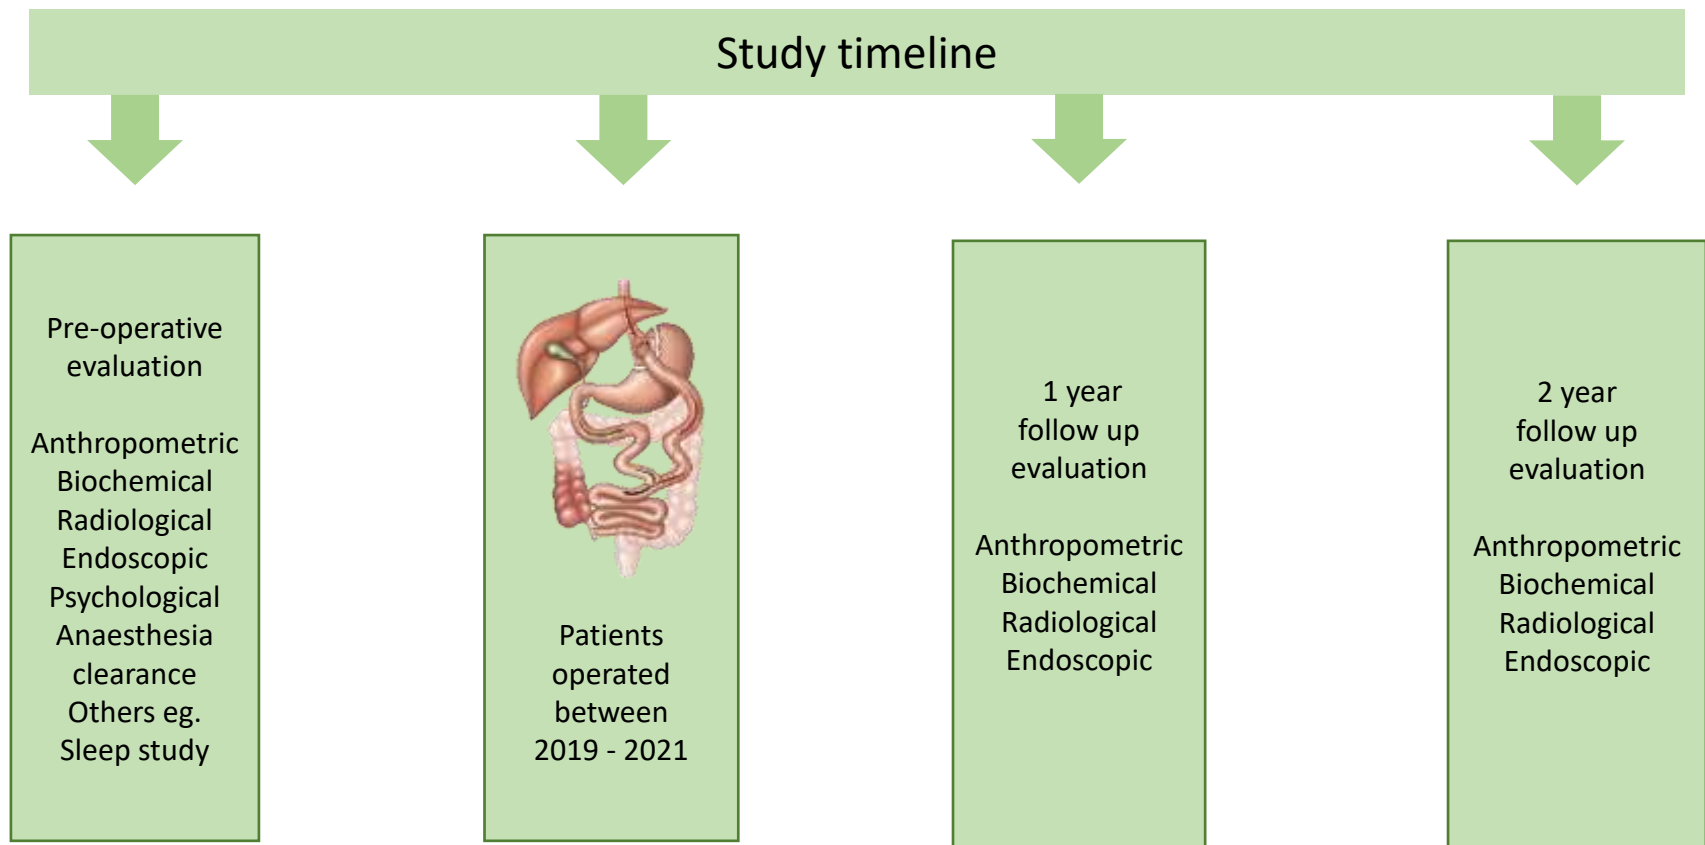 Study timeline
Pre-operative
evaluation
Anthropometric
Biochemical
Radiological
Endoscopic
Psychological
Anaesthesia
clearance
Others eg.
Sleep study
Patients
operated
between
2019 - 2021
1 year
follow up
evaluation
Anthropometric
Biochemical
Radiological
Endoscopic
2 year
follow up
evaluation
Anthropometric
Biochemical
Radiological
Endoscopic